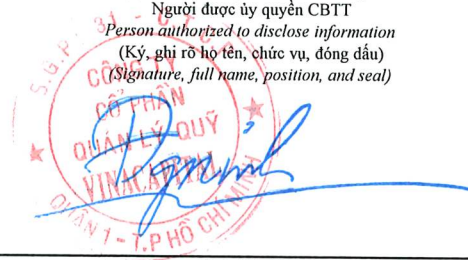 Người được ủy quyền CBTT
Person authorized to disclose information
(Ký, ghi rõ họ tên, chức vụ, đóng dấu)
(Signature, full name, position, and seal)
S.G.P: 31 - C.T.C.P
CÔNG TY
CỔ PHẦN
QUẢN LÝ QUỸ
VINACAPITAL
QUẬN 1 - T.P HỒ CHÍ MINH